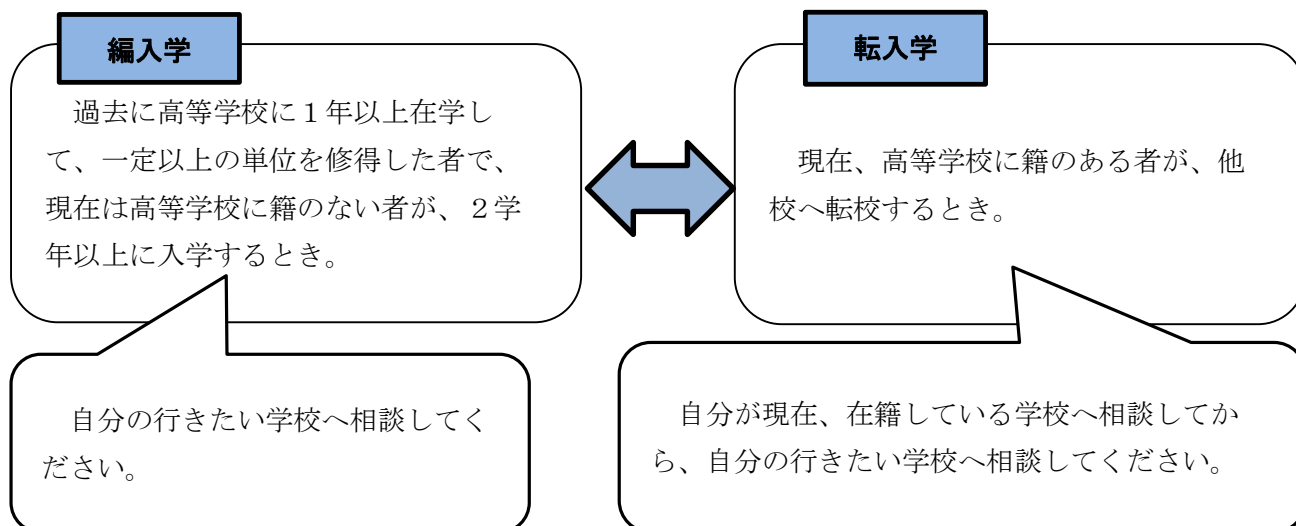 編入学
過去に高等学校に１年以上在学し
て、一定以上の単位を修得した者で、
現在は高等学校に籍のない者が、２学
年以上に入学するとき。
自分の行きたい学校へ相談してく
ださい。
転入学
現在、高等学校に籍のある者が、他
校へ転校するとき。
自分が現在、在籍している学校へ相談してか
ら、自分の行きたい学校へ相談してください。